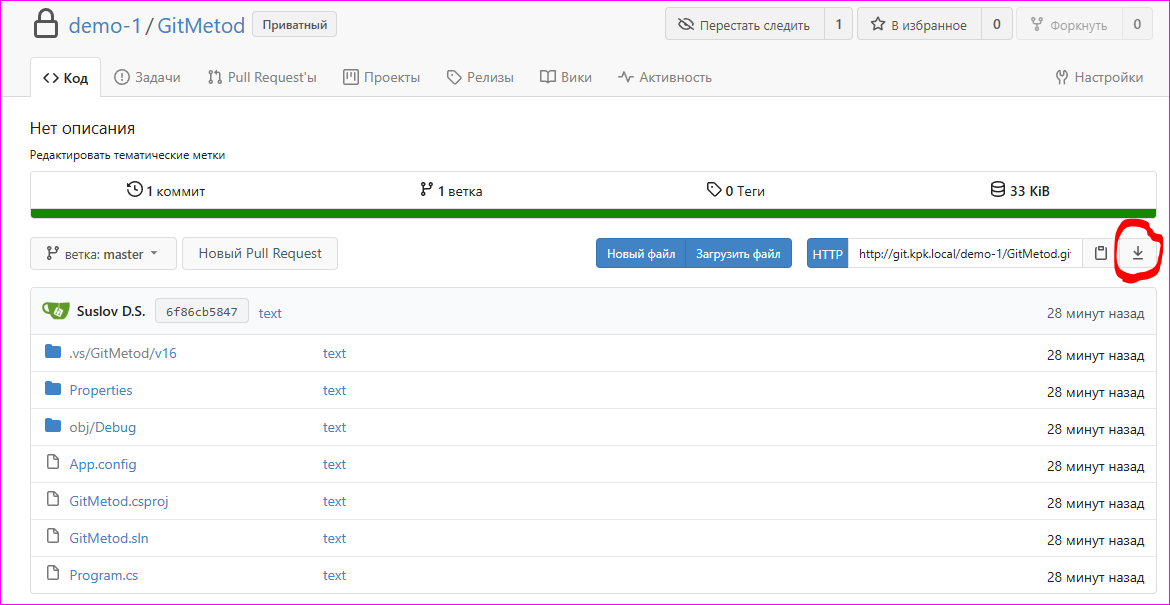 demo-1 / GitMetod Приватный Перестать следить 1 В избранное 0 Форкнуть 0
Код Задачи Pull Request'ы Проекты Релизы Вики Активность Настройки
Нет описания
Редактировать тематические метки
1 коммит 1 ветка 0 Теги 33 KiB
ветка: master Новый Pull Request Новый файл Загрузить файл HTTP http://git.kpk.local/demo-1/GitMetod.gi
Suslov D.S. 6f86cb5847 text 28 минут назад
.vs/GitMetod/v16 text 28 минут назад
Properties text 28 минут назад
obj/Debug text 28 минут назад
App.config text 28 минут назад
GitMetod.csproj text 28 минут назад
GitMetod.sln text 28 минут назад
Program.cs text 28 минут назад